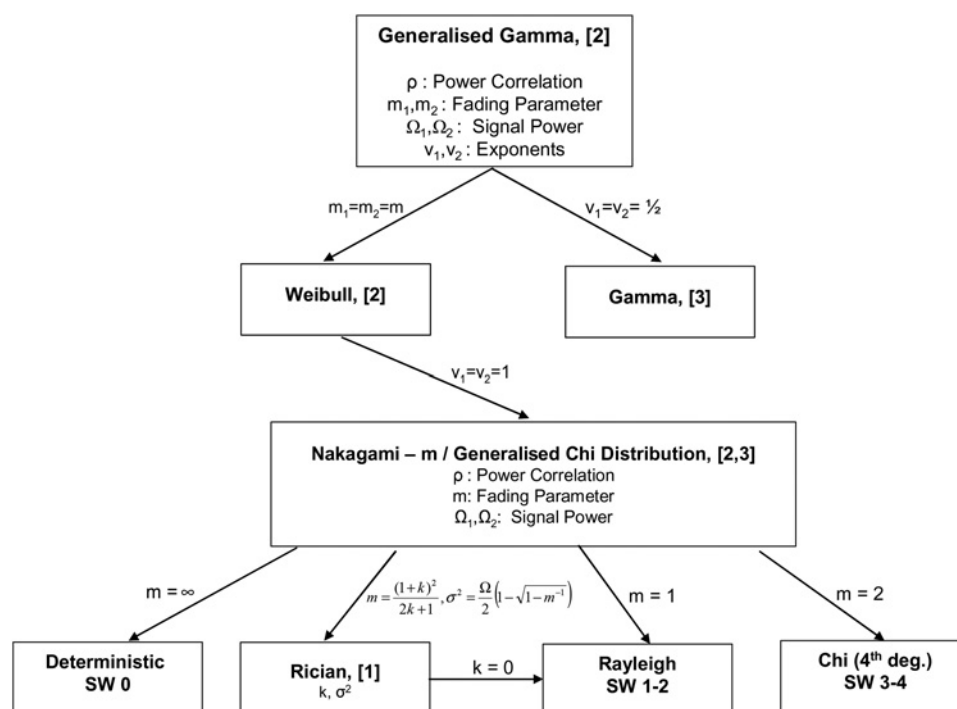 Generalised Gamma, [2]
ρ : Power Correlation
m₁,m₂ : Fading Parameter
Ω₁,Ω₂ : Signal Power
v₁,v₂ : Exponents
m₁=m₂=m
v₁=v₂= ½
Weibull, [2]
Gamma, [3]
v₁=v₂=1
Nakagami – m / Generalised Chi Distribution, [2,3]
ρ : Power Correlation
m: Fading Parameter
Ω₁,Ω₂: Signal Power
m = ∞
m = (1+k)²/(2k+1), σ² = Ω/2 (1−√(1−m⁻¹))
m = 1
m = 2
Deterministic
SW 0
Rician, [1]
k, σ²
k = 0
Rayleigh
SW 1-2
Chi (4ᵗʰ deg.)
SW 3-4